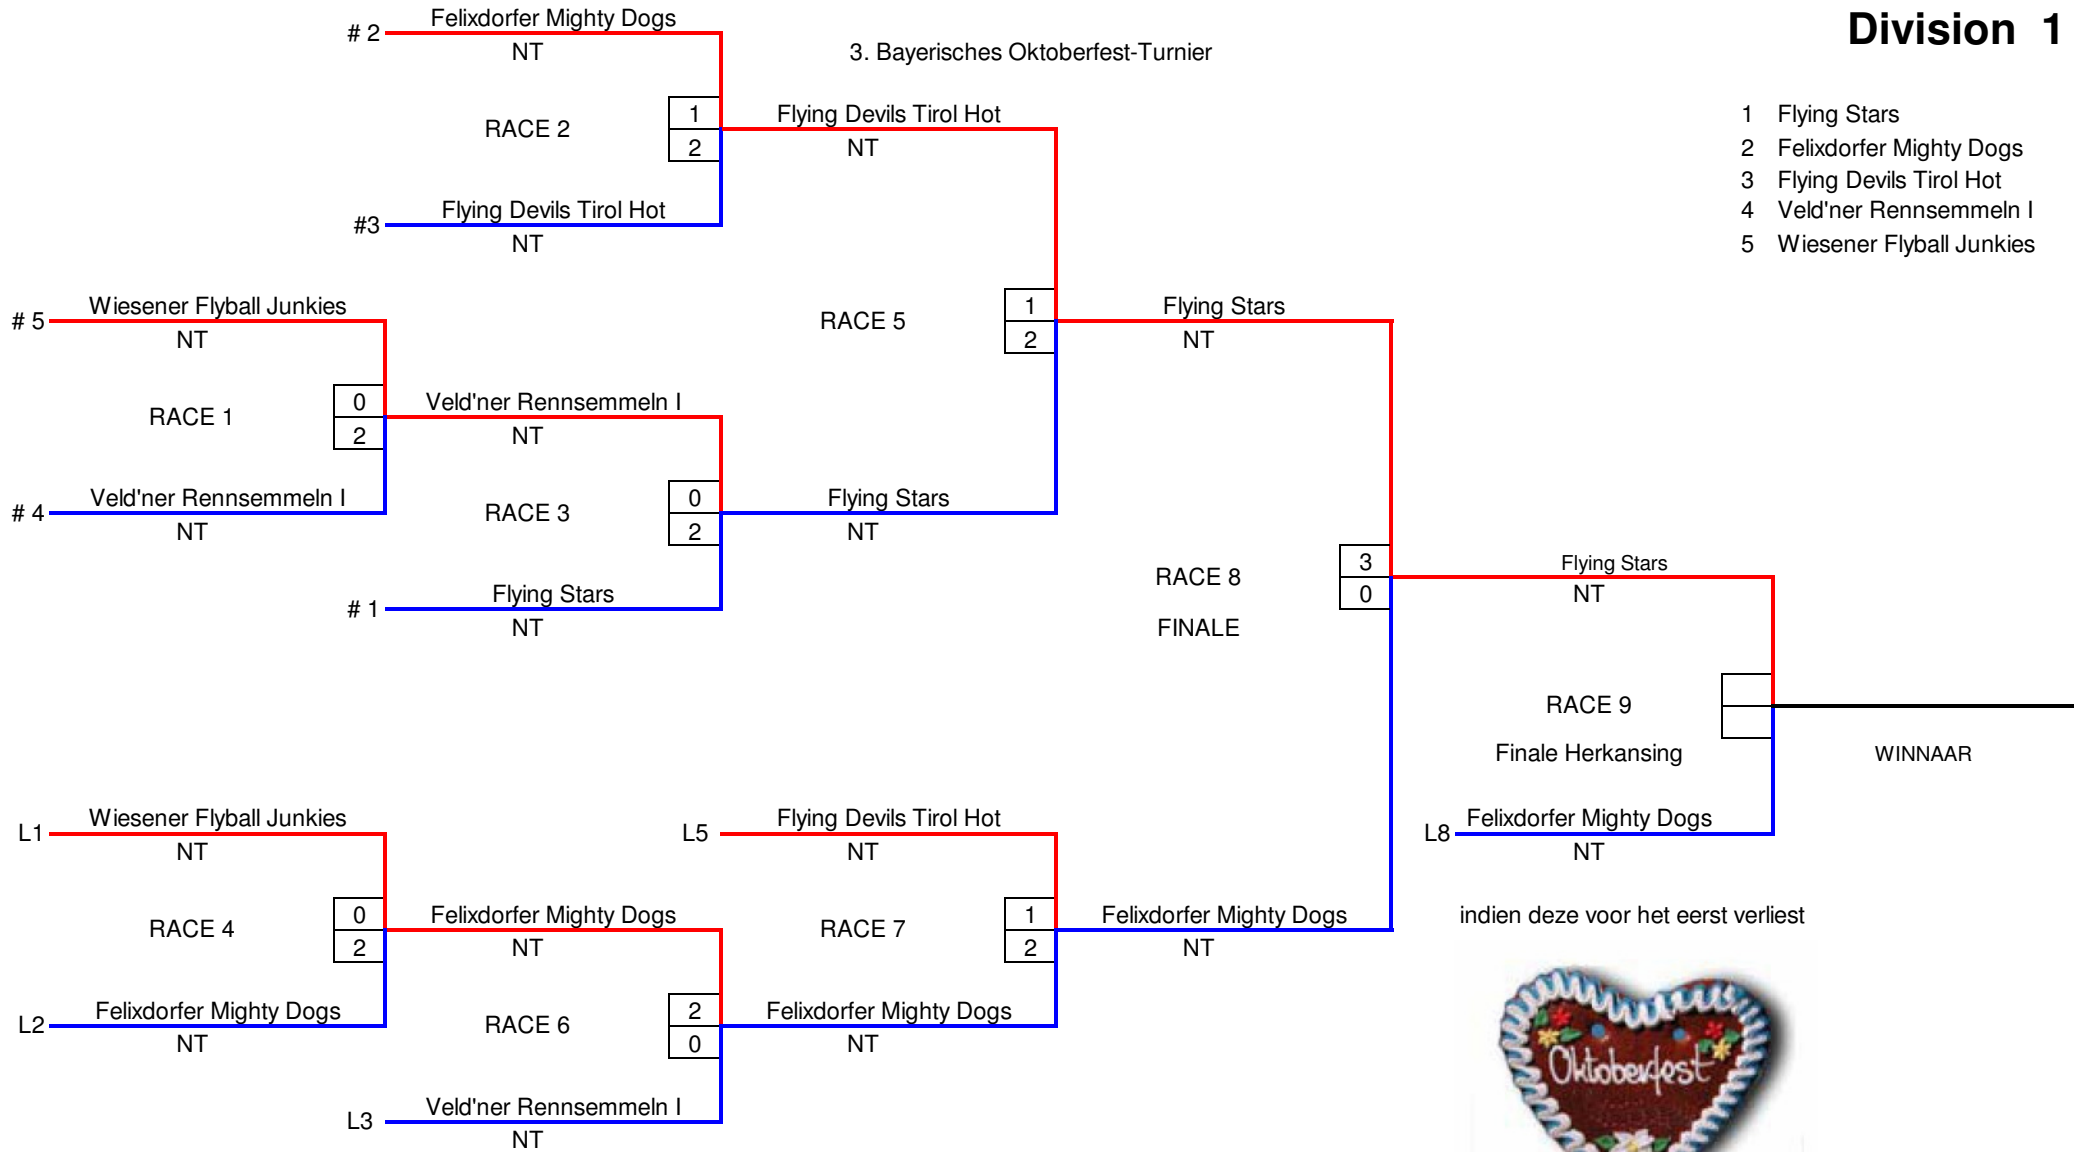 Division 1
Felixdorfer Mighty Dogs
# 2
NT
3. Bayerisches Oktoberfest-Turnier
RACE 2
1
2
Flying Devils Tirol Hot
NT
1 Flying Stars
2 Felixdorfer Mighty Dogs
3 Flying Devils Tirol Hot
4 Veld'ner Rennsemmeln I
5 Wiesener Flyball Junkies
Flying Devils Tirol Hot
#3
NT
Wiesener Flyball Junkies
# 5
NT
RACE 5
1
2
Flying Stars
NT
RACE 1
0
2
Veld'ner Rennsemmeln I
NT
Veld'ner Rennsemmeln I
# 4
NT
RACE 3
0
2
Flying Stars
NT
Flying Stars
# 1
NT
RACE 8
FINALE
3
0
Flying Stars
NT
RACE 9
Finale Herkansing
WINNAAR
Wiesener Flyball Junkies
L1
NT
Flying Devils Tirol Hot
L5
NT
Felixdorfer Mighty Dogs
L8
NT
RACE 4
0
2
Felixdorfer Mighty Dogs
NT
RACE 7
1
2
Felixdorfer Mighty Dogs
NT
indien deze voor het eerst verliest
Felixdorfer Mighty Dogs
L2
NT
RACE 6
2
0
Felixdorfer Mighty Dogs
NT
Veld'ner Rennsemmeln I
L3
NT
Oktoberfest